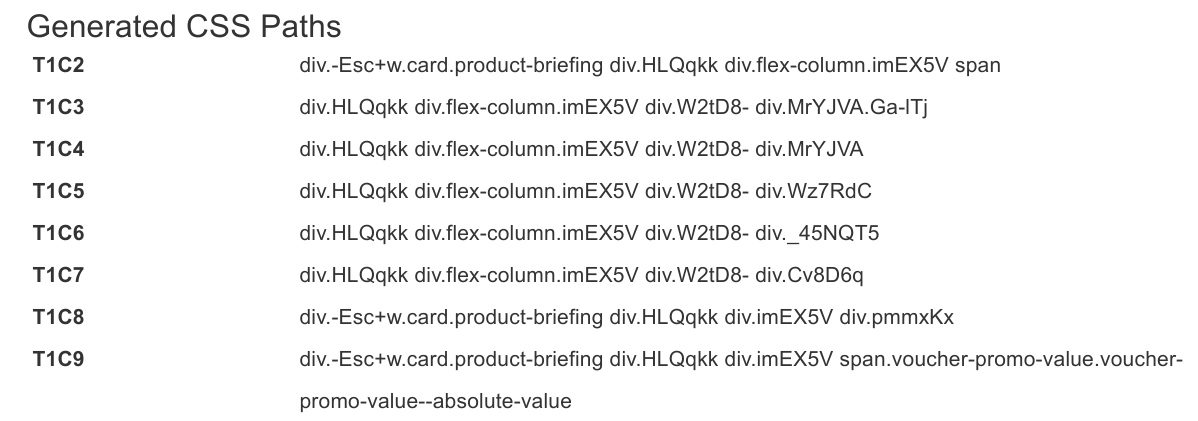 Generated CSS Paths
T1C2 div.-Esc+w.card.product-briefing div.HLQqkk div.flex-column.imEX5V span
T1C3 div.HLQqkk div.flex-column.imEX5V div.W2tD8- div.MrYJVA.Ga-lTj
T1C4 div.HLQqkk div.flex-column.imEX5V div.W2tD8- div.MrYJVA
T1C5 div.HLQqkk div.flex-column.imEX5V div.W2tD8- div.Wz7RdC
T1C6 div.HLQqkk div.flex-column.imEX5V div.W2tD8- div._45NQT5
T1C7 div.HLQqkk div.flex-column.imEX5V div.W2tD8- div.Cv8D6q
T1C8 div.-Esc+w.card.product-briefing div.HLQqkk div.imEX5V div.pmmxKx
T1C9 div.-Esc+w.card.product-briefing div.HLQqkk div.imEX5V span.voucher-promo-value.voucher-
promo-value--absolute-value